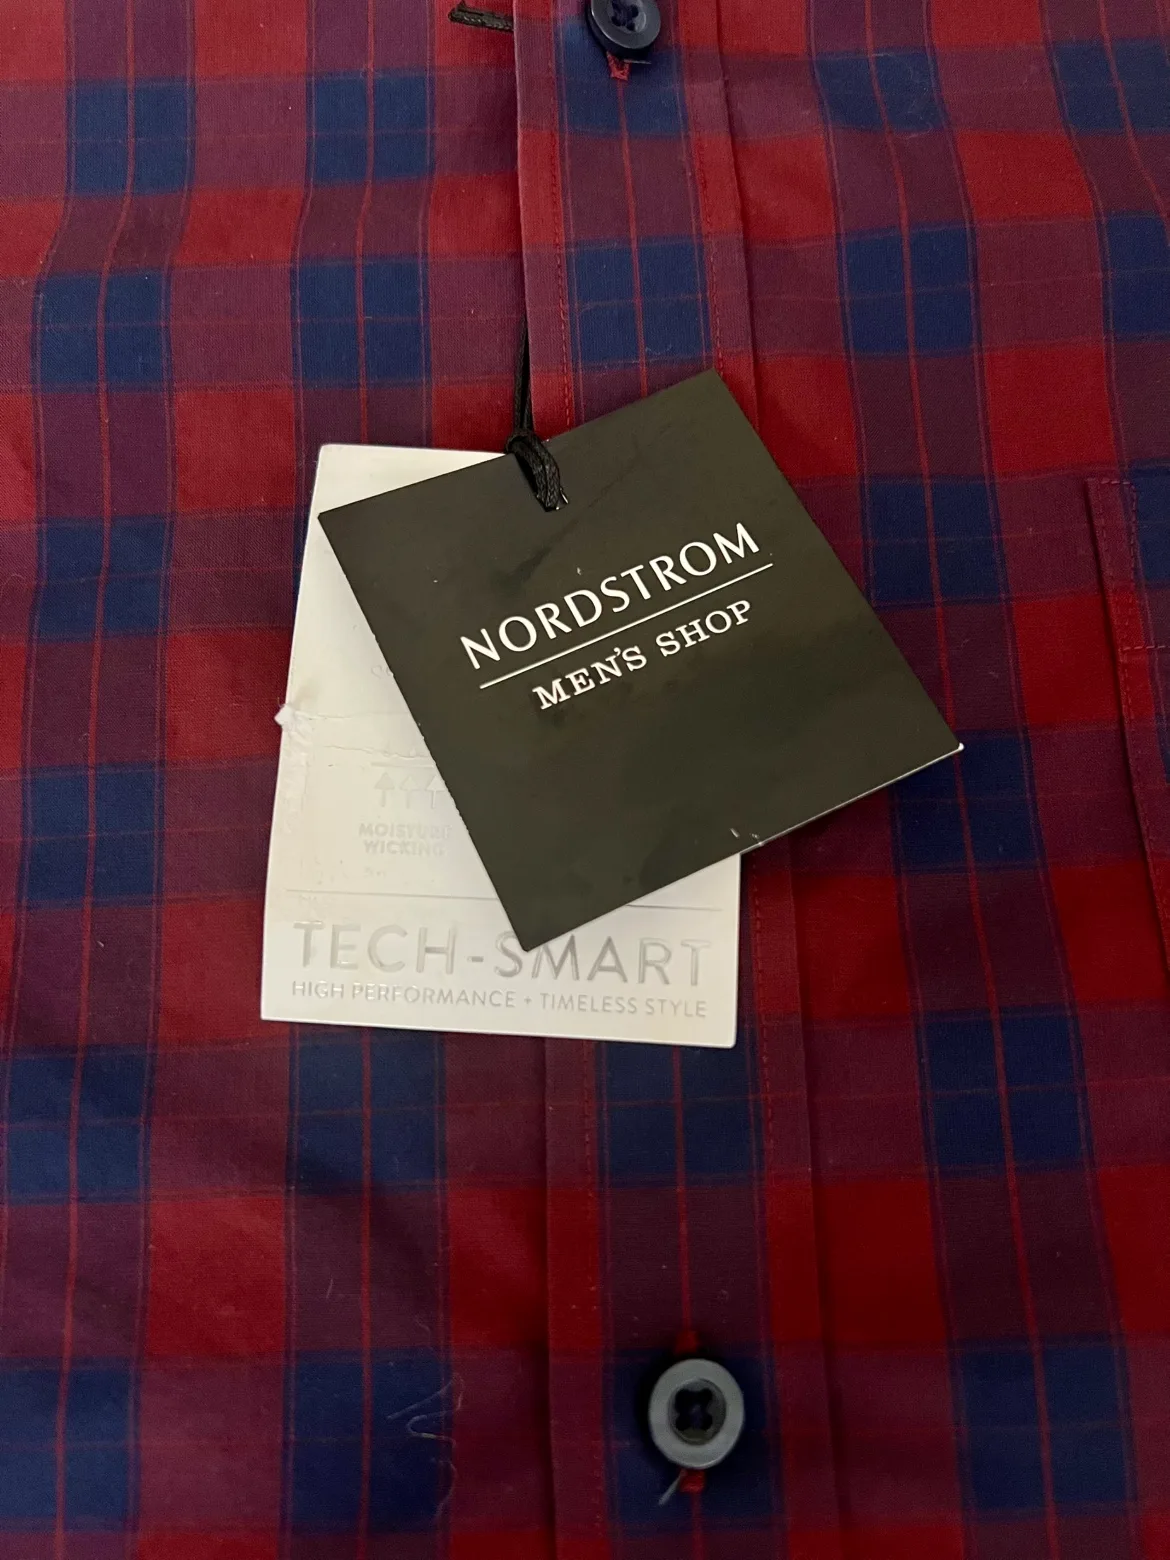 NORDSTROM
MEN'S SHOP
MOISTURE
WICKING
TECH-SMART
HIGH PERFORMANCE + TIMELESS STYLE